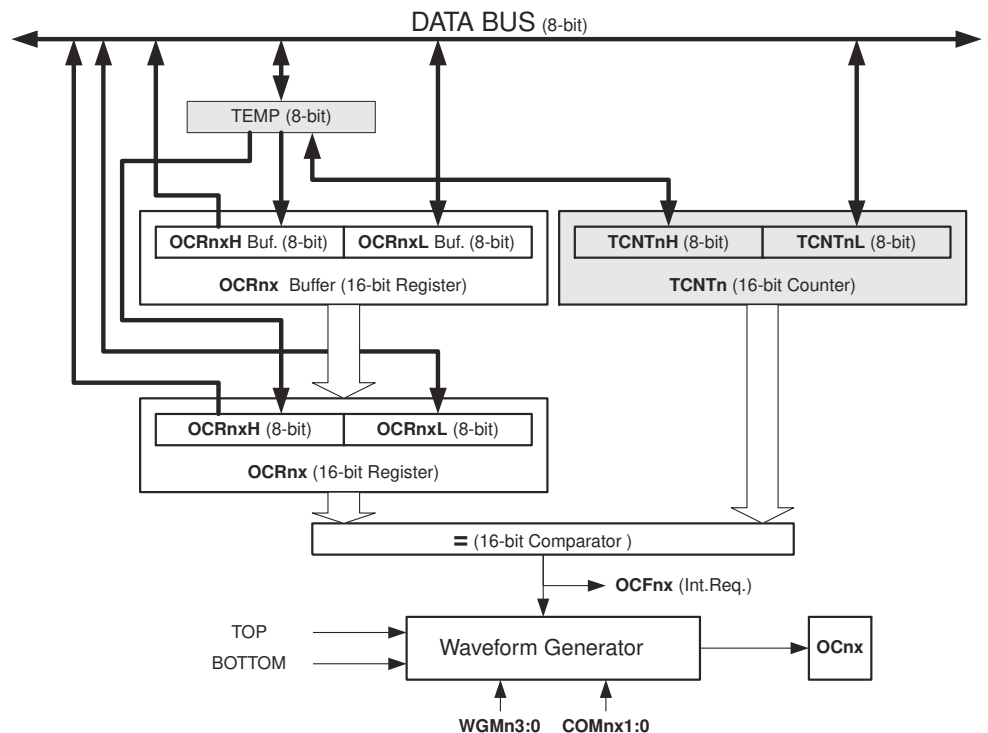 DATA BUS (8-bit)
TEMP (8-bit)
OCRnxH Buf. (8-bit) OCRnxL Buf. (8-bit)
OCRnx Buffer (16-bit Register)
TCNTnH (8-bit) TCNTnL (8-bit)
TCNTn (16-bit Counter)
OCRnxH (8-bit) OCRnxL (8-bit)
OCRnx (16-bit Register)
= (16-bit Comparator )
OCFnx (Int.Req.)
TOP
BOTTOM
Waveform Generator
OCnx
WGMn3:0 COMnx1:0